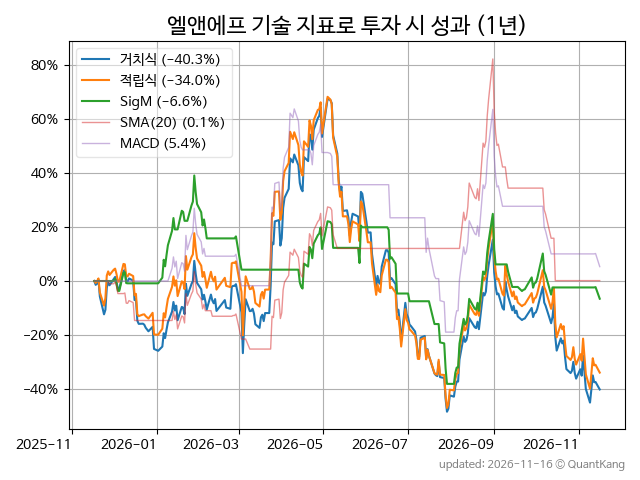 엘앤에프 기술 지표로 투자 시 성과 (1년)
거치식 (-40.3%)
적립식 (-34.0%)
SigM (-6.6%)
SMA(20) (0.1%)
MACD (5.4%)
80%
60%
40%
20%
0%
-20%
-40%
2025-11 2026-01 2026-03 2026-05 2026-07 2026-09 2026-11
updated: 2026-11-16 © QuantKang